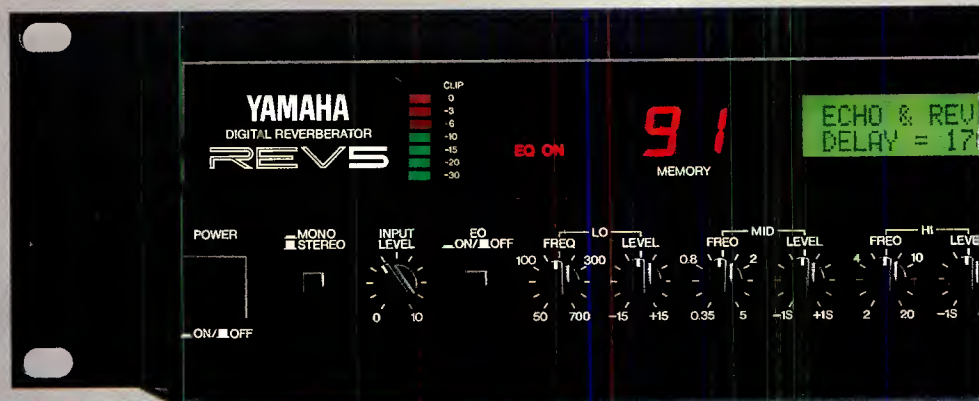 CLIP
0
-3
-6
-10
-15
-20
-30
YAMAHA
DIGITAL REVERBERATOR
REV5
EQ ON
91
MEMORY
ECHO & REV
DELAY = 17
POWER
ON/ OFF
MONO
STEREO
INPUT
LEVEL
0 10
EQ
ON/ OFF
LO
FREQ LEVEL
100 300
50 700 -15 +15
MID
FREQ LEVEL
0.8 2
0.35 5 -15 +15
HI
FREQ LEVE
4 10
2 20 -15